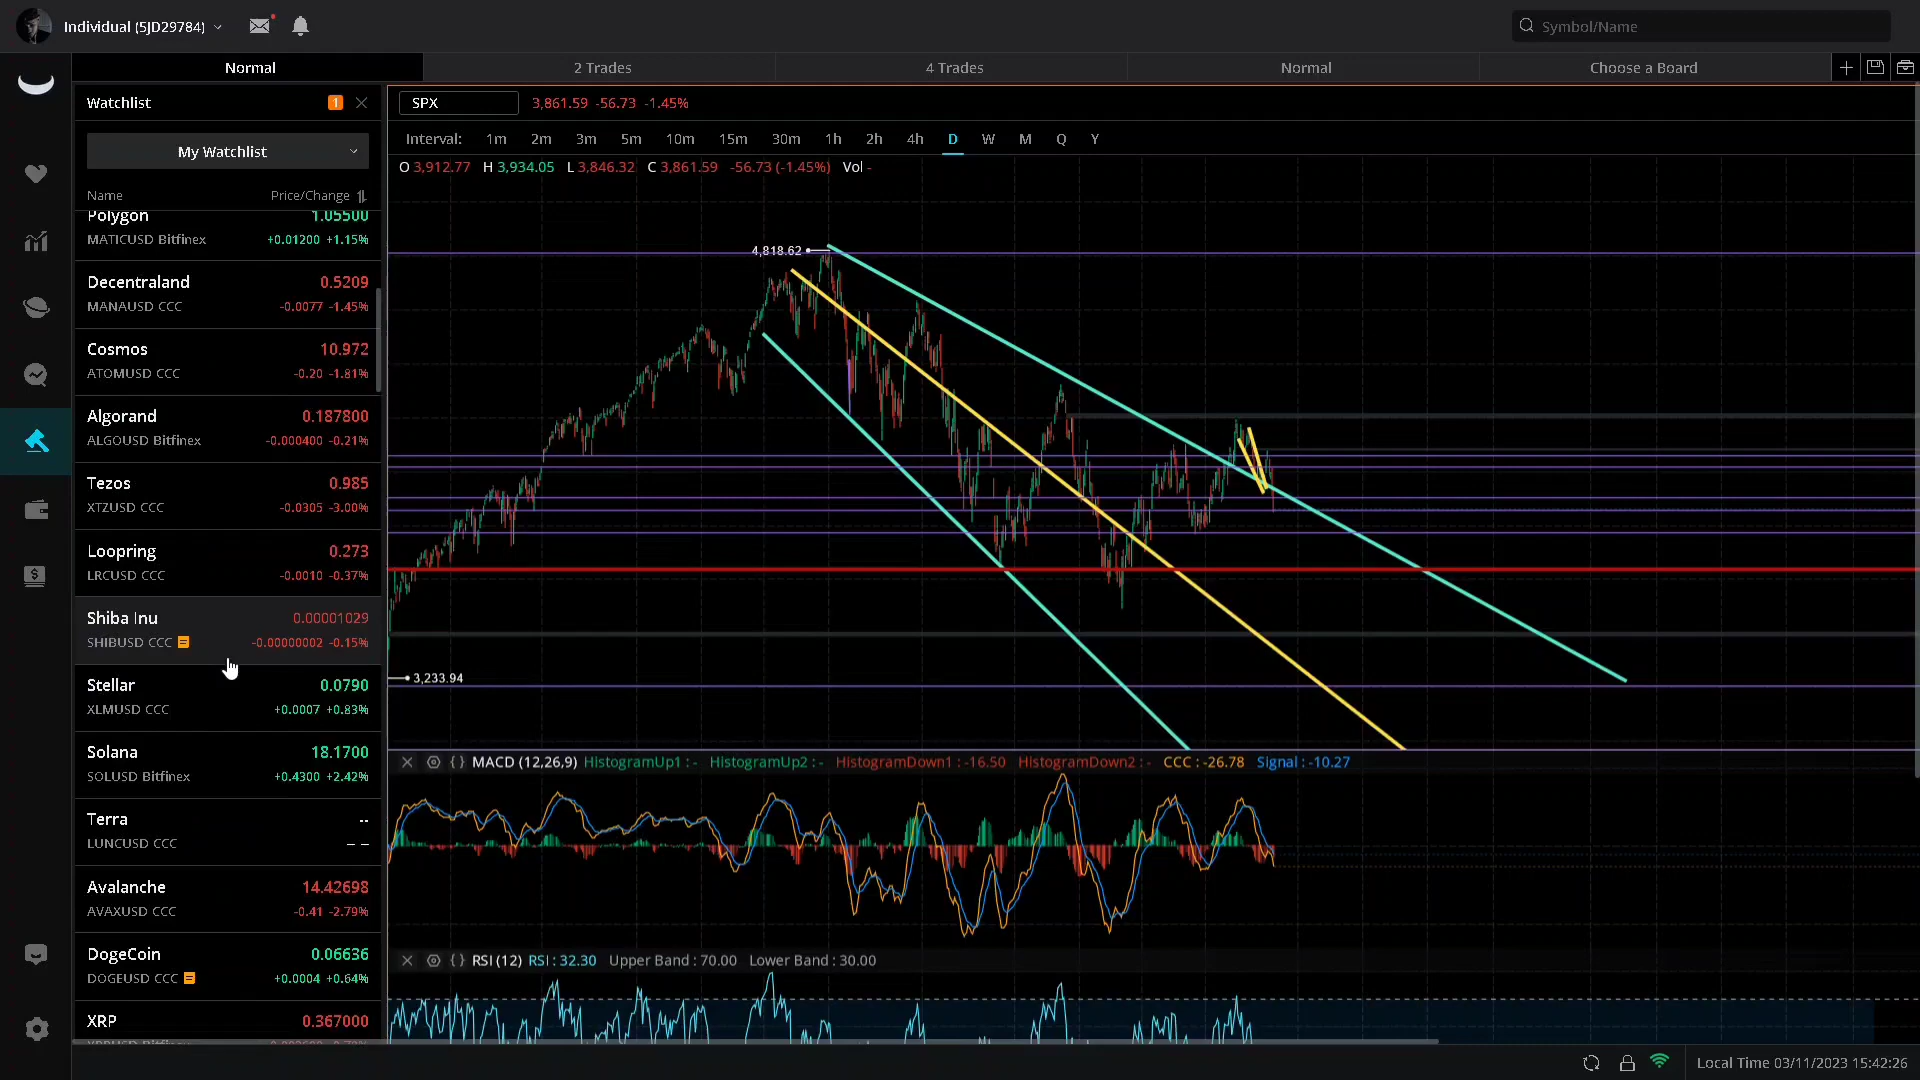 Individual (5JD29784)
Symbol/Name
Normal 2 Trades 4 Trades Normal Choose a Board
Watchlist
SPX 3,861.59 -56.73 -1.45%
Interval: 1m 2m 3m 5m 10m 15m 30m 1h 2h 4h D W M Q Y
O 3,912.77 H 3,934.05 L 3,846.32 C 3,861.59 -56.73 (-1.45%) Vol -
My Watchlist
Name Price/Change
Polygon 1.05500
MATICUSD Bitfinex +0.01200 +1.15%
Decentraland 0.5209
MANAUSD CCC -0.0077 -1.45%
Cosmos 10.972
ATOMUSD CCC -0.20 -1.81%
Algorand 0.187800
ALGOUSD Bitfinex -0.000400 -0.21%
Tezos 0.985
XTZUSD CCC -0.0305 -3.00%
Loopring 0.273
LRCUSD CCC -0.0010 -0.37%
Shiba Inu 0.00001029
SHIBUSD CCC -0.00000002 -0.15%
Stellar 0.0790
XLMUSD CCC +0.0007 +0.83%
Solana 18.1700
SOLUSD Bitfinex +0.4300 +2.42%
Terra --
LUNCUSD CCC – –
Avalanche 14.42698
AVAXUSD CCC -0.41 -2.79%
DogeCoin 0.06636
DOGEUSD CCC +0.0004 +0.64%
XRP 0.367000
4,818.62
3,233.94
MACD (12,26,9) HistogramUp1 : - HistogramUp2 : - HistogramDown1 : -16.50 HistogramDown2 : - CCC : -26.78 Signal : -10.27
RSI (12) RSI : 32.30 Upper Band : 70.00 Lower Band : 30.00
Local Time 03/11/2023 15:42:26